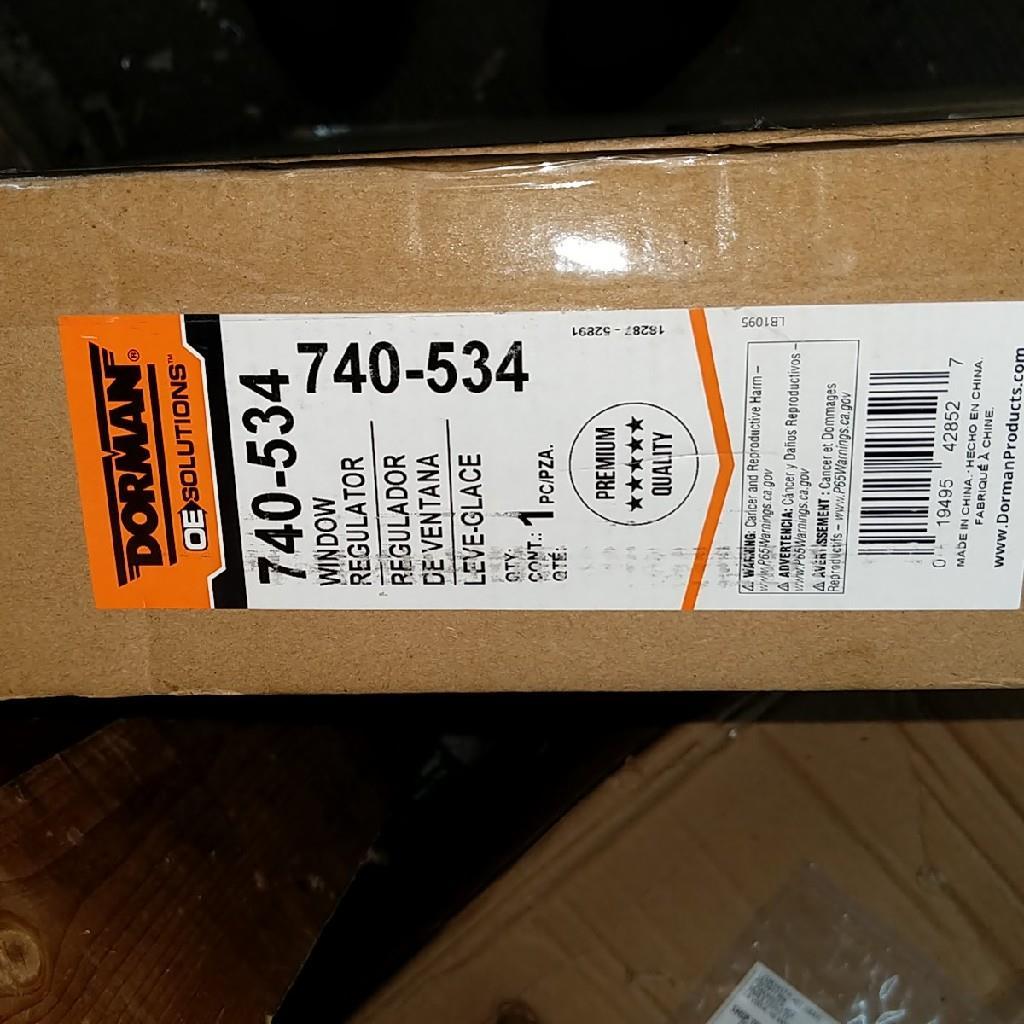 DORMAN®
OE SOLUTIONS™
740-534
740-534
WINDOW
REGULATOR
REGULADOR
DE VENTANA
LEVE-GLACE
QTY.
CONT.: 1 PC/PZA.
QTÉ.:
PREMIUM
★★★★★
QUALITY
18287 - 52891
LB1095
⚠ WARNING: Cancer and Reproductive Harm –
www.P65Warnings.ca.gov
⚠ ADVERTENCIA: Cáncer y Daños Reproductivos –
www.P65Warnings.ca.gov
⚠ AVERTISSEMENT : Cancer et Dommages
Reproductifs – www.P65Warnings.ca.gov
0 19495 42852 7
MADE IN CHINA. HECHO EN CHINA.
FABRIQUÉ À CHINE.
www.DormanProducts.com